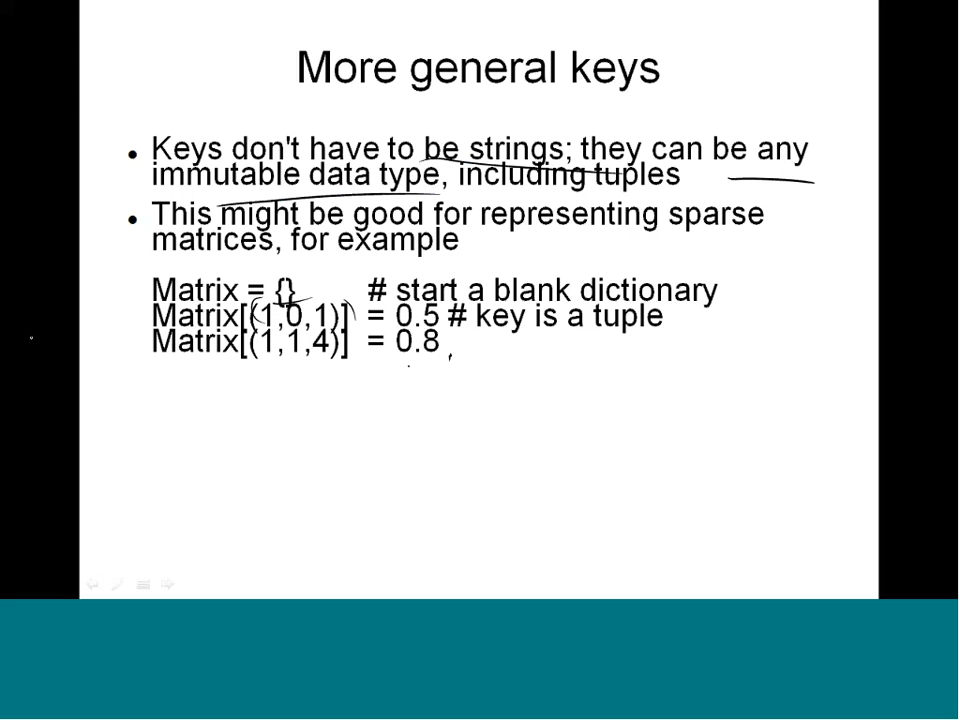 More general keys
• Keys don't have to be strings; they can be any
immutable data type, including tuples
• This might be good for representing sparse
matrices, for example
Matrix = {} # start a blank dictionary
Matrix[(1,0,1)] = 0.5 # key is a tuple
Matrix[(1,1,4)] = 0.8